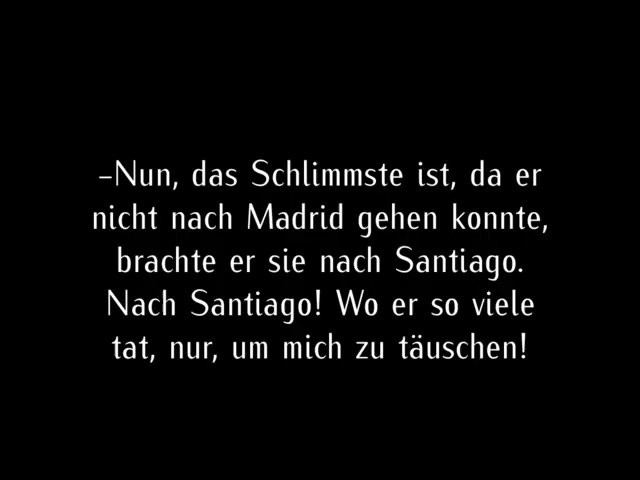 –Nun, das Schlimmste ist, da er
nicht nach Madrid gehen konnte,
brachte er sie nach Santiago.
Nach Santiago! Wo er so viele
tat, nur, um mich zu täuschen!